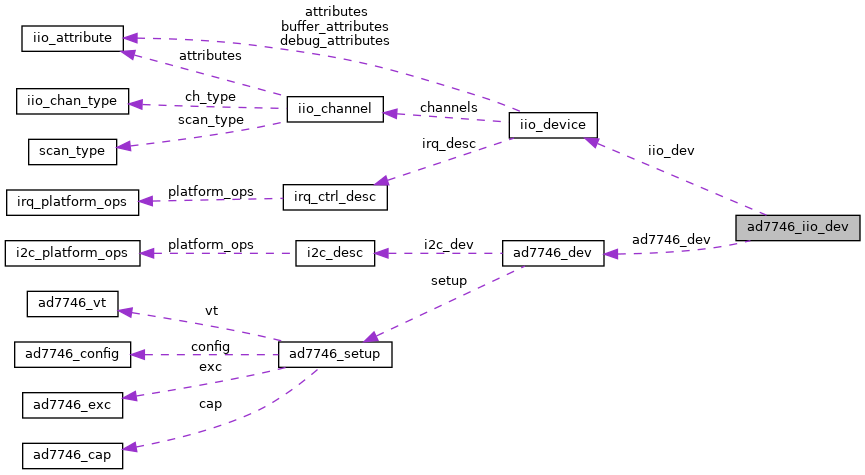 attributes
buffer_attributes
debug_attributes
iio_attribute
attributes
iio_chan_type
ch_type
iio_channel
channels
iio_device
scan_type
scan_type
irq_desc
iio_dev
irq_platform_ops
platform_ops
irq_ctrl_desc
ad7746_iio_dev
i2c_platform_ops
platform_ops
i2c_desc
i2c_dev
ad7746_dev
ad7746_dev
setup
ad7746_vt
vt
ad7746_config
config
ad7746_setup
exc
ad7746_exc
cap
ad7746_cap